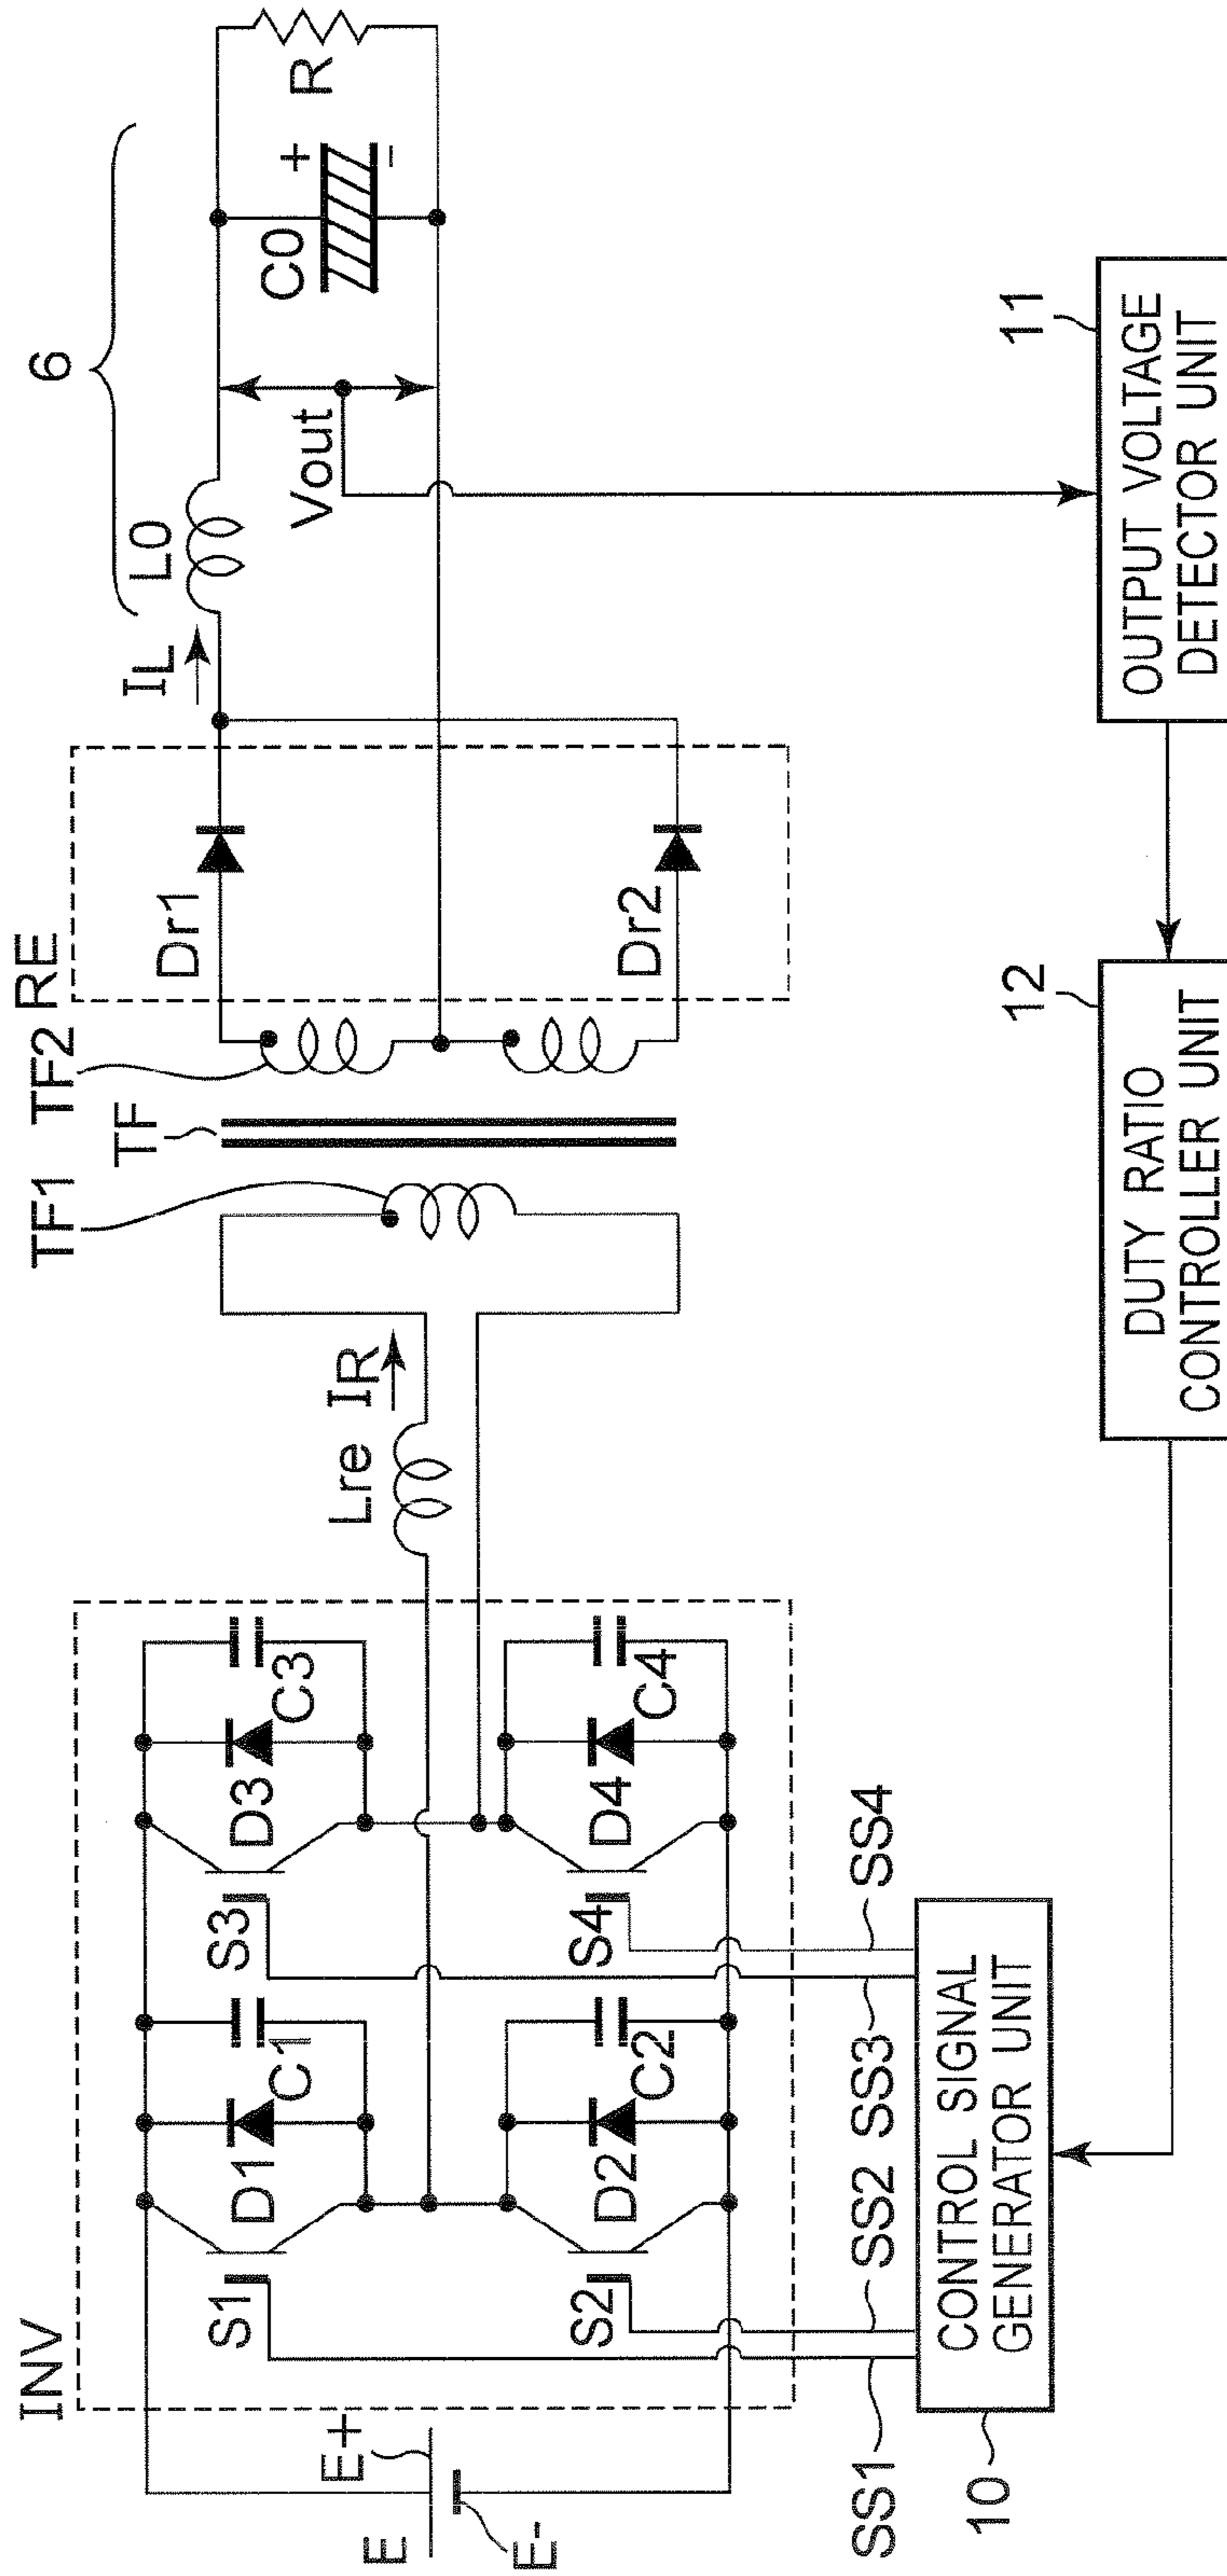 INV
RE
6
TF1
TF
TF2
E
E+
E-
S1
D1
C1
S3
D3
C3
S2
D2
C2
S4
D4
C4
Lre
IR
Dr1
Dr2
IL
L0
Vout
C0
+
-
R
SS1
SS2
SS3
SS4
10
CONTROL SIGNAL
GENERATOR UNIT
12
DUTY RATIO
CONTROLLER UNIT
11
OUTPUT VOLTAGE
DETECTOR UNIT